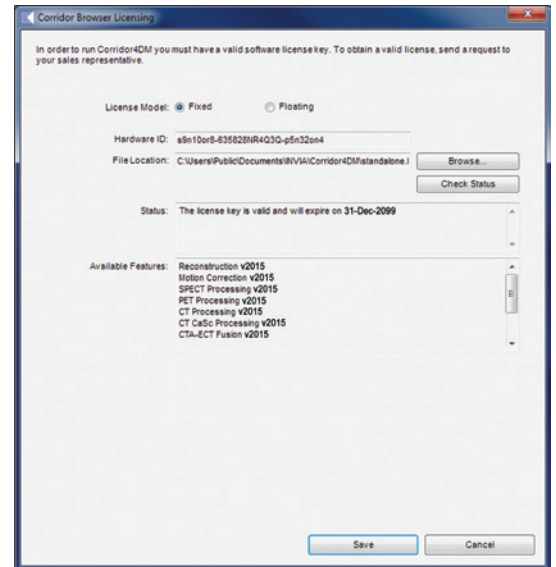 Corridor Browser Licensing
In order to run Corridor4DM you must have a valid software license key. To obtain a valid license, send a request to
your sales representative.
License Model: Fixed Floating
Hardware ID: s9n10or8-635828NR4Q3Q-p5n32on4
File Location: C:\Users\Public\Documents\INVIA\Corridor4DM\standalone.l Browse...
Check Status
Status: The license key is valid and will expire on 31-Dec-2099
Available Features: Reconstruction v2015
Motion Correction v2015
SPECT Processing v2015
PET Processing v2015
CT Processing v2015
CT CaSc Processing v2015
CTA-ECT Fusion v2015
Save Cancel